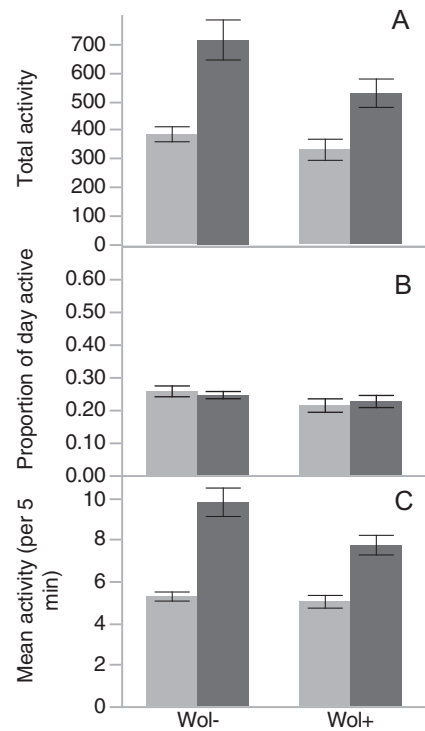 A
Total activity
700
600
500
400
300
200
100
0
B
Proportion of day active
0.60
0.50
0.40
0.30
0.20
0.10
0.00
C
Mean activity (per 5
min)
10
8
6
4
2
0
Wol- Wol+